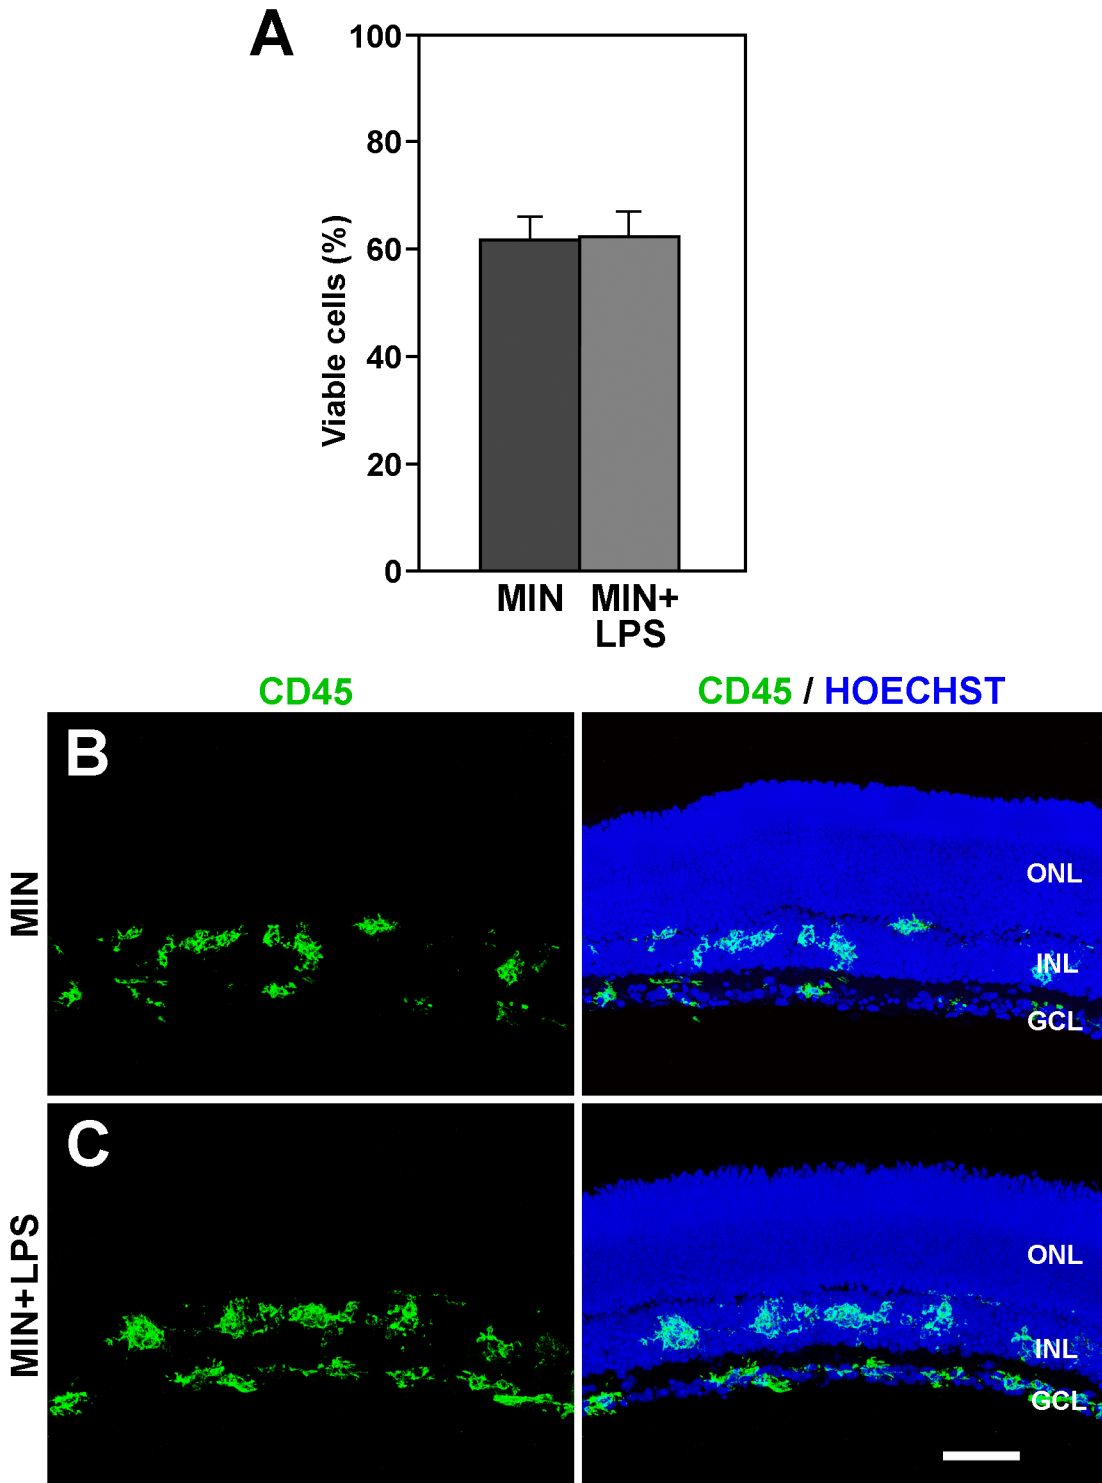 A
100
80
60
40
20
0
Viable cells (%)
MIN
MIN+
LPS
CD45
CD45 / HOECHST
B
MIN
ONL
INL
GCL
C
MIN+LPS
ONL
INL
GCL